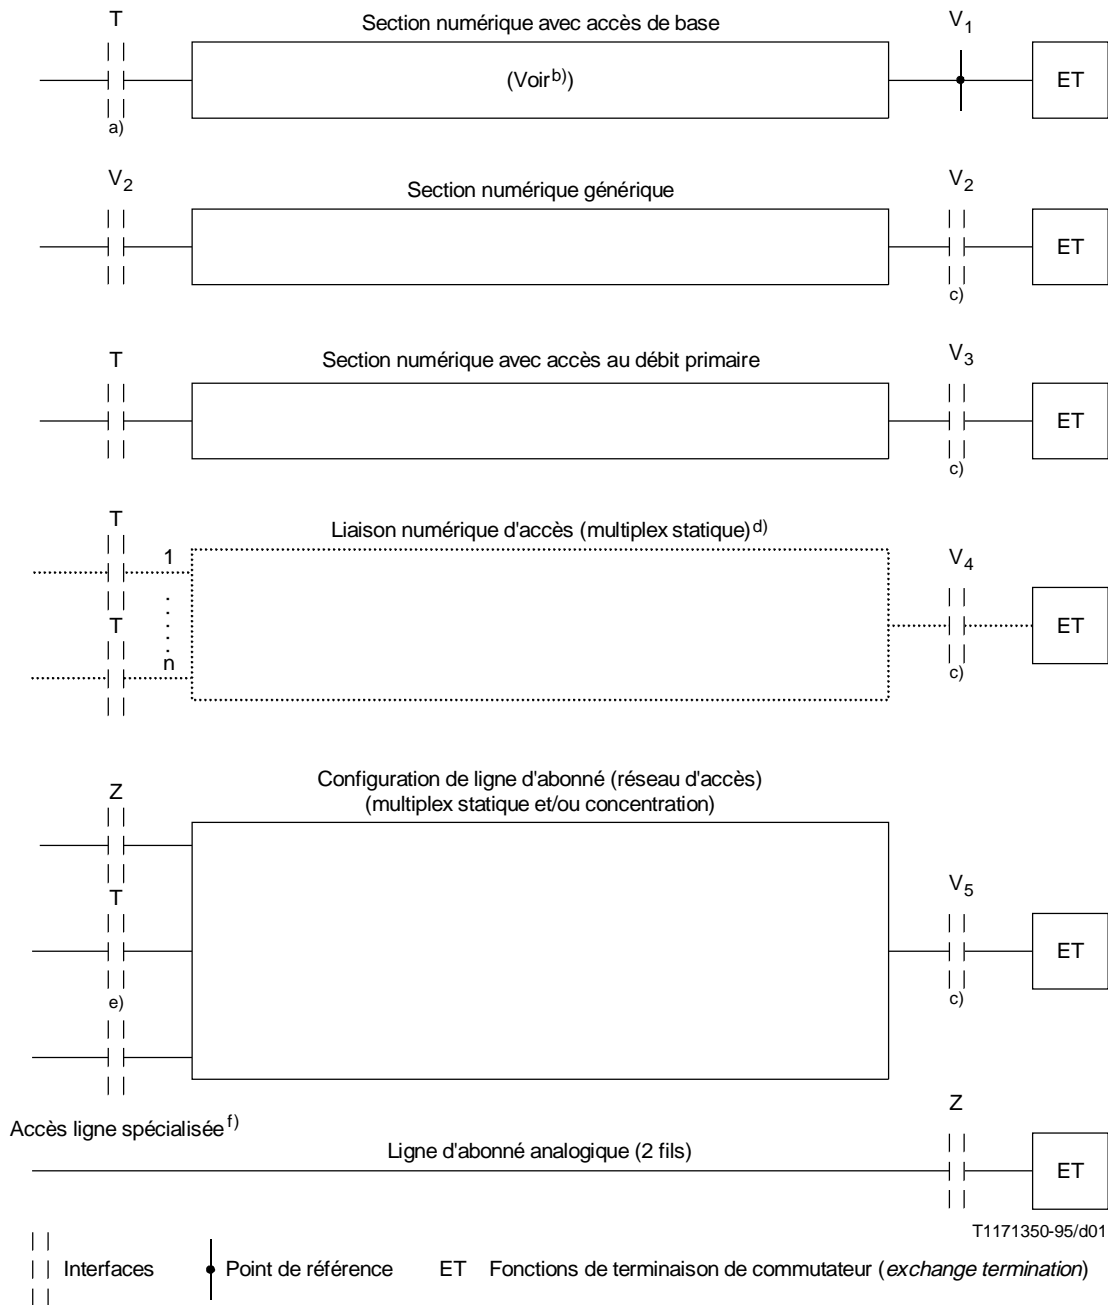 T
Section numérique avec accès de base
V1
(Voir b))
ET
a)
V2
Section numérique générique
V2
ET
c)
T
Section numérique avec accès au débit primaire
V3
ET
c)
T
Liaison numérique d'accès (multiplex statique) d)
1
V4
T
ET
n
c)
Configuration de ligne d'abonné (réseau d'accès)
(multiplex statique et/ou concentration)
Z
T
V5
ET
e)
c)
Z
Accès ligne spécialisée f)
Ligne d'abonné analogique (2 fils)
ET
T1171350-95/d01
Interfaces
Point de référence
ET Fonctions de terminaison de commutateur (exchange termination)